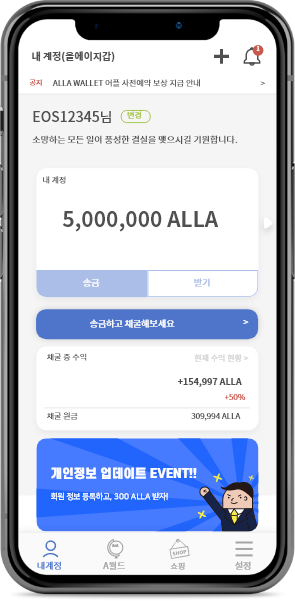 내 계정(올에이지갑)
1
공지 ALLA WALLET 어플 사전예약 보상 지급 안내 >
EOS12345님 변경
소망하는 모든 일이 풍성한 결실을 맺으시길 기원합니다.
내 계정
5,000,000 ALLA
송금 받기
송금하고 채굴해보세요 >
채굴 총 수익 현재 수익 현황 >
+154,997 ALLA
+50%
채굴 원금 309,994 ALLA
개인정보 업데이트 EVENT!!
회원 정보 등록하고, 300 ALLA 받자!
SHOP
내계정 A월드 쇼핑 설정